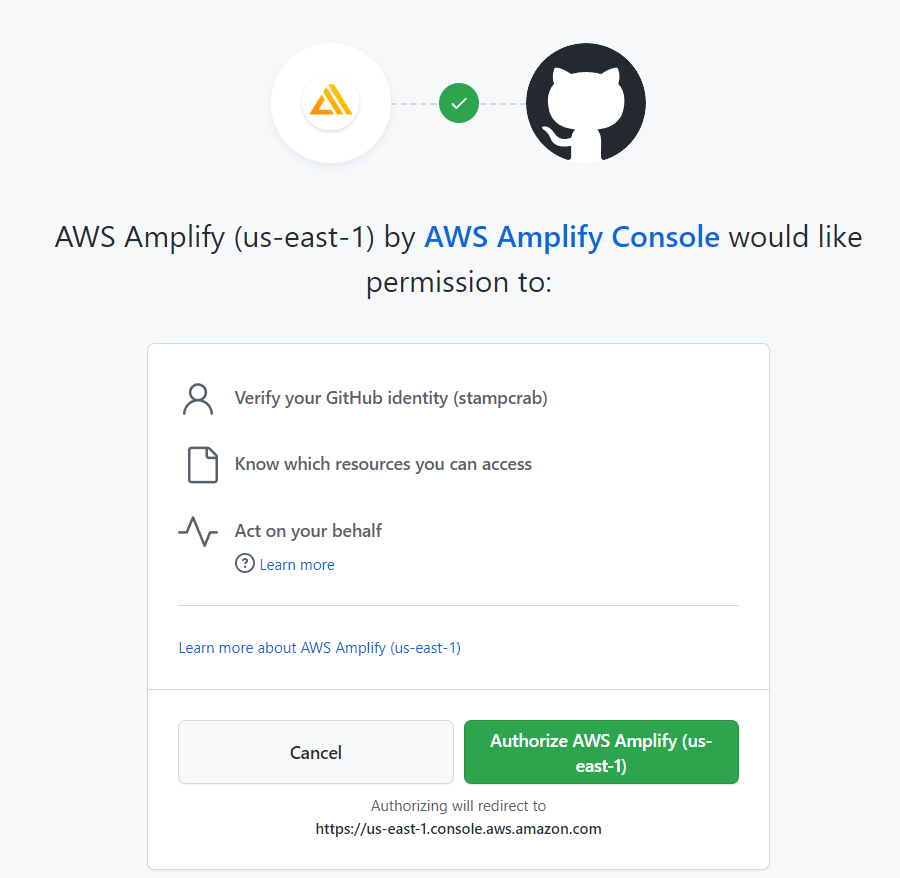 AWS Amplify (us-east-1) by AWS Amplify Console would like
permission to:
Verify your GitHub identity (stampcrab)
Know which resources you can access
Act on your behalf
? Learn more
Learn more about AWS Amplify (us-east-1)
Cancel
Authorize AWS Amplify (us-
east-1)
Authorizing will redirect to
https://us-east-1.console.aws.amazon.com